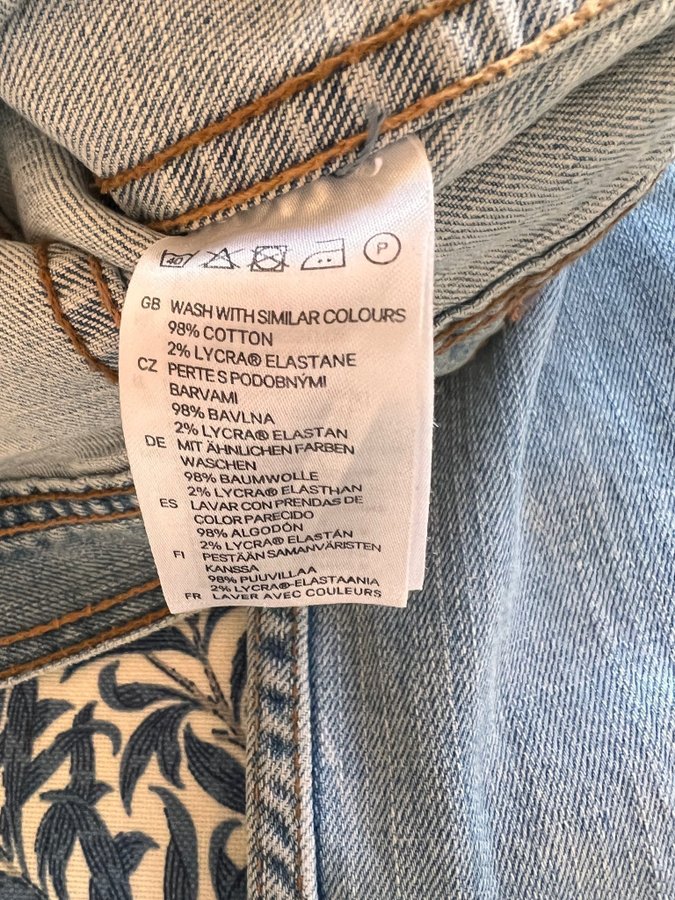 40 P
GB WASH WITH SIMILAR COLOURS
98% COTTON
2% LYCRA® ELASTANE
CZ PERTE S PODOBNÝMI
BARVAMI
98% BAVLNA
2% LYCRA® ELASTAN
DE MIT ÄHNLICHEN FARBEN
WASCHEN
98% BAUMWOLLE
2% LYCRA® ELASTHAN
ES LAVAR CON PRENDAS DE
COLOR PARECIDO
98% ALGODÓN
2% LYCRA® ELASTÁN
FI PESTÄÄN SAMANVÄRISTEN
KANSSA
98% PUUVILLAA
2% LYCRA®-ELASTAANIA
FR LAVER AVEC COULEURS